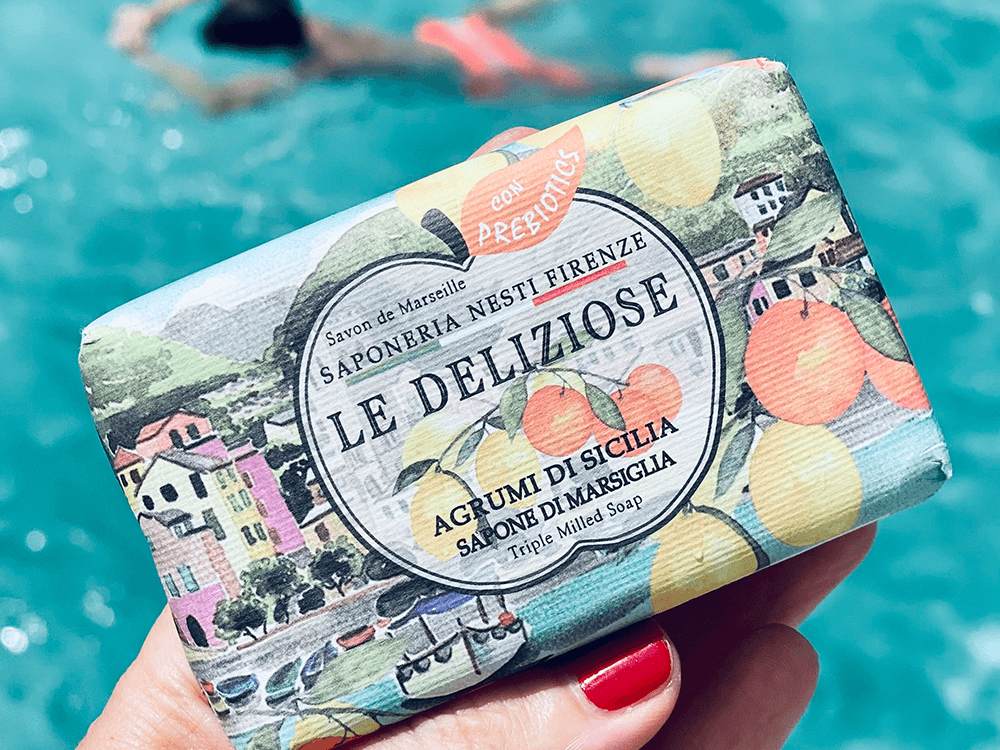 CON
PREBIOTICS
Savon de Marseille
SAPONERIA NESTI FIRENZE
LE DELIZIOSE
AGRUMI DI SICILIA
SAPONE DI MARSIGLIA
Triple Milled Soap